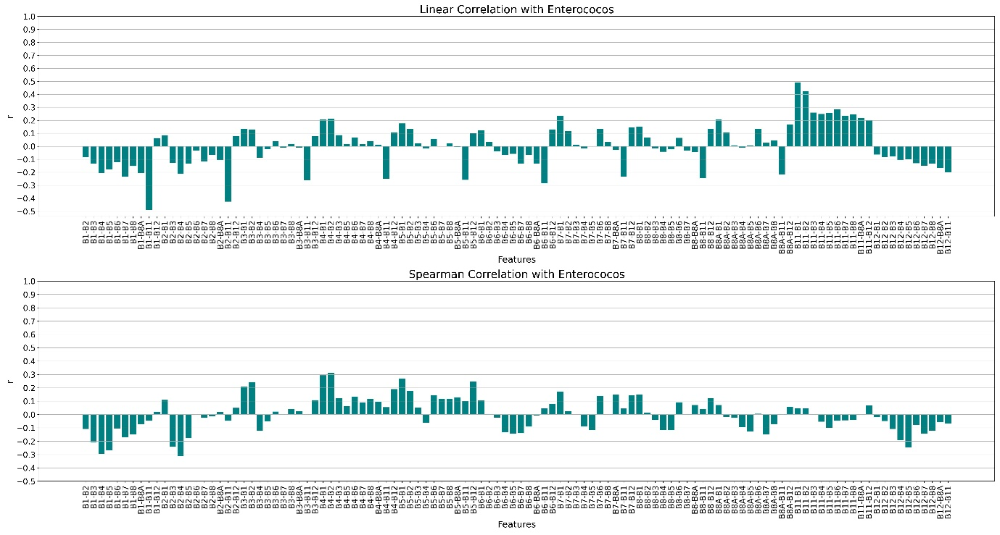 Linear Correlation with Enterococos
1.0
0.9
0.8
0.7
0.6
0.5
0.4
0.3
0.2
0.1
0.0
−0.1
−0.2
−0.3
−0.4
−0.5
r
B1-B2
B1-B3
B1-B4
B1-B5
B1-B6
B1-B7
B1-B8
B1-B8A
B1-B11
B1-B12
B2-B1
B2-B3
B2-B4
B2-B5
B2-B6
B2-B7
B2-B8
B2-B8A
B2-B11
B2-B12
B3-B1
B3-B2
B3-B4
B3-B5
B3-B6
B3-B7
B3-B8
B3-B8A
B3-B11
B3-B12
B4-B1
B4-B2
B4-B3
B4-B5
B4-B6
B4-B7
B4-B8
B4-B8A
B4-B11
B4-B12
B5-B1
B5-B2
B5-B3
B5-B4
B5-B6
B5-B7
B5-B8
B5-B8A
B5-B11
B5-B12
B6-B1
B6-B2
B6-B3
B6-B4
B6-B5
B6-B7
B6-B8
B6-B8A
B6-B11
B6-B12
B7-B1
B7-B2
B7-B3
B7-B4
B7-B5
B7-B6
B7-B8
B7-B8A
B7-B11
B7-B12
B8-B1
B8-B2
B8-B3
B8-B4
B8-B5
B8-B6
B8-B7
B8-B8A
B8-B11
B8-B12
B8A-B1
B8A-B2
B8A-B3
B8A-B4
B8A-B5
B8A-B6
B8A-B7
B8A-B8
B8A-B11
B8A-B12
B11-B1
B11-B2
B11-B3
B11-B4
B11-B5
B11-B6
B11-B7
B11-B8
B11-B8A
B11-B12
B12-B1
B12-B2
B12-B3
B12-B4
B12-B5
B12-B6
B12-B7
B12-B8
B12-B8A
B12-B11
Features
Spearman Correlation with Enterococos
1.0
0.9
0.8
0.7
0.6
0.5
0.4
0.3
0.2
0.1
0.0
−0.1
−0.2
−0.3
−0.4
−0.5
r
B1-B2
B1-B3
B1-B4
B1-B5
B1-B6
B1-B7
B1-B8
B1-B8A
B1-B11
B1-B12
B2-B1
B2-B3
B2-B4
B2-B5
B2-B6
B2-B7
B2-B8
B2-B8A
B2-B11
B2-B12
B3-B1
B3-B2
B3-B4
B3-B5
B3-B6
B3-B7
B3-B8
B3-B8A
B3-B11
B3-B12
B4-B1
B4-B2
B4-B3
B4-B5
B4-B6
B4-B7
B4-B8
B4-B8A
B4-B11
B4-B12
B5-B1
B5-B2
B5-B3
B5-B4
B5-B6
B5-B7
B5-B8
B5-B8A
B5-B11
B5-B12
B6-B1
B6-B2
B6-B3
B6-B4
B6-B5
B6-B7
B6-B8
B6-B8A
B6-B11
B6-B12
B7-B1
B7-B2
B7-B3
B7-B4
B7-B5
B7-B6
B7-B8
B7-B8A
B7-B11
B7-B12
B8-B1
B8-B2
B8-B3
B8-B4
B8-B5
B8-B6
B8-B7
B8-B8A
B8-B11
B8-B12
B8A-B1
B8A-B2
B8A-B3
B8A-B4
B8A-B5
B8A-B6
B8A-B7
B8A-B8
B8A-B11
B8A-B12
B11-B1
B11-B2
B11-B3
B11-B4
B11-B5
B11-B6
B11-B7
B11-B8
B11-B8A
B11-B12
B12-B1
B12-B2
B12-B3
B12-B4
B12-B5
B12-B6
B12-B7
B12-B8
B12-B8A
B12-B11
Features